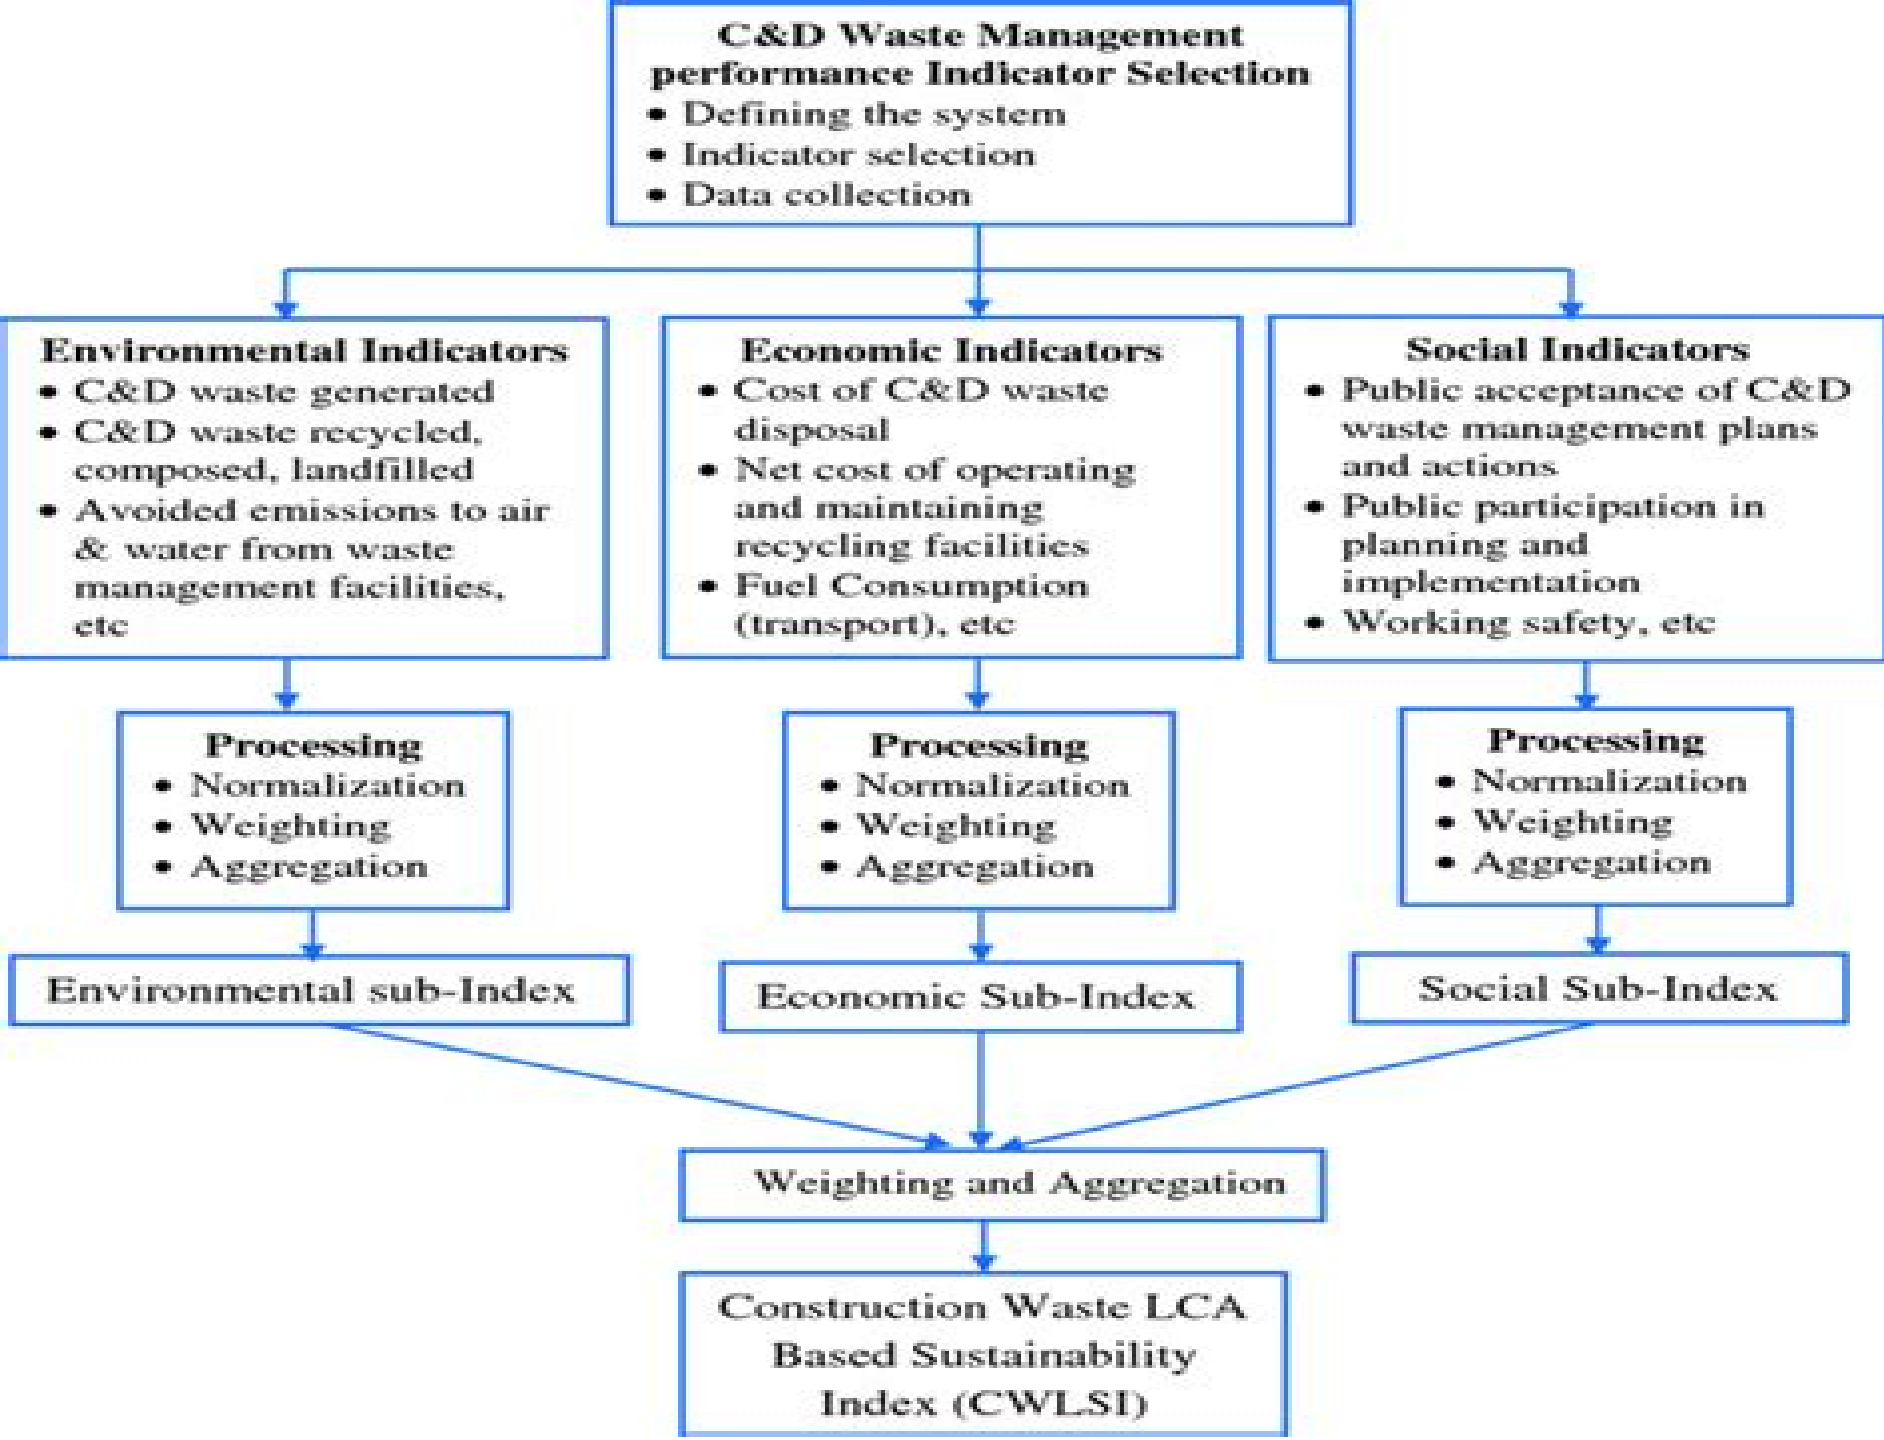 C&D Waste Management
performance Indicator Selection
• Defining the system
• Indicator selection
• Data collection
Environmental Indicators
• C&D waste generated
• C&D waste recycled,
composed, landfilled
• Avoided emissions to air
& water from waste
management facilities,
etc
Economic Indicators
• Cost of C&D waste
disposal
• Net cost of operating
and maintaining
recycling facilities
• Fuel Consumption
(transport), etc
Social Indicators
• Public acceptance of C&D
waste management plans
and actions
• Public participation in
planning and
implementation
• Working safety, etc
Processing
• Normalization
• Weighting
• Aggregation
Processing
• Normalization
• Weighting
• Aggregation
Processing
• Normalization
• Weighting
• Aggregation
Environmental sub-Index
Economic Sub-Index
Social Sub-Index
Weighting and Aggregation
Construction Waste LCA
Based Sustainability
Index (CWLSI)